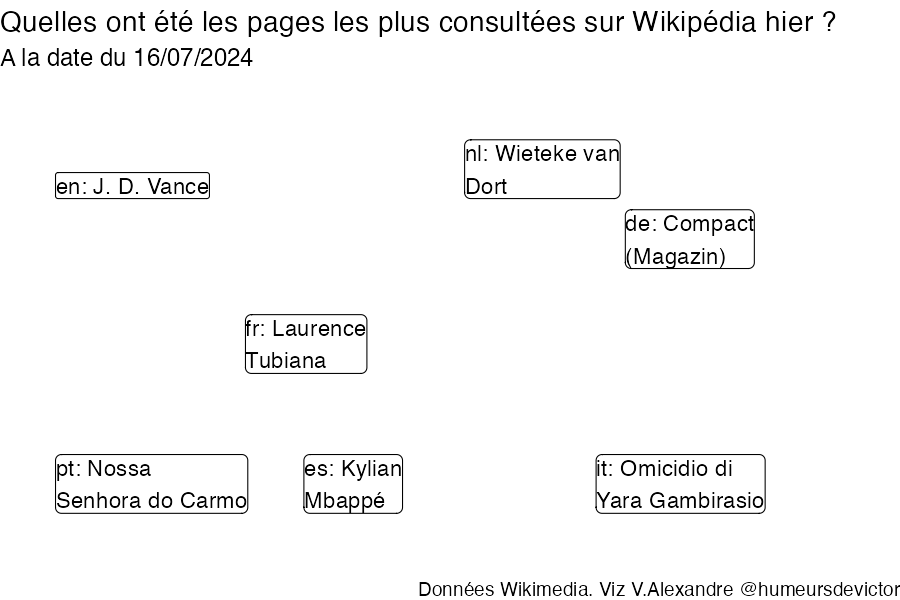 Quelles ont été les pages les plus consultées sur Wikipédia hier ?
A la date du 16/07/2024
en: J. D. Vance
nl: Wieteke van
Dort
de: Compact
(Magazin)
fr: Laurence
Tubiana
pt: Nossa
Senhora do Carmo
es: Kylian
Mbappé
it: Omicidio di
Yara Gambirasio
Données Wikimedia. Viz V.Alexandre @humeursdevictor